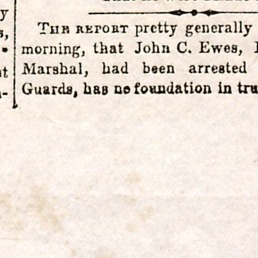 THE REPORT pretty generally
morning, that John C. Ewes,
Marshal, had been arrested
Guards, has no foundation in tru